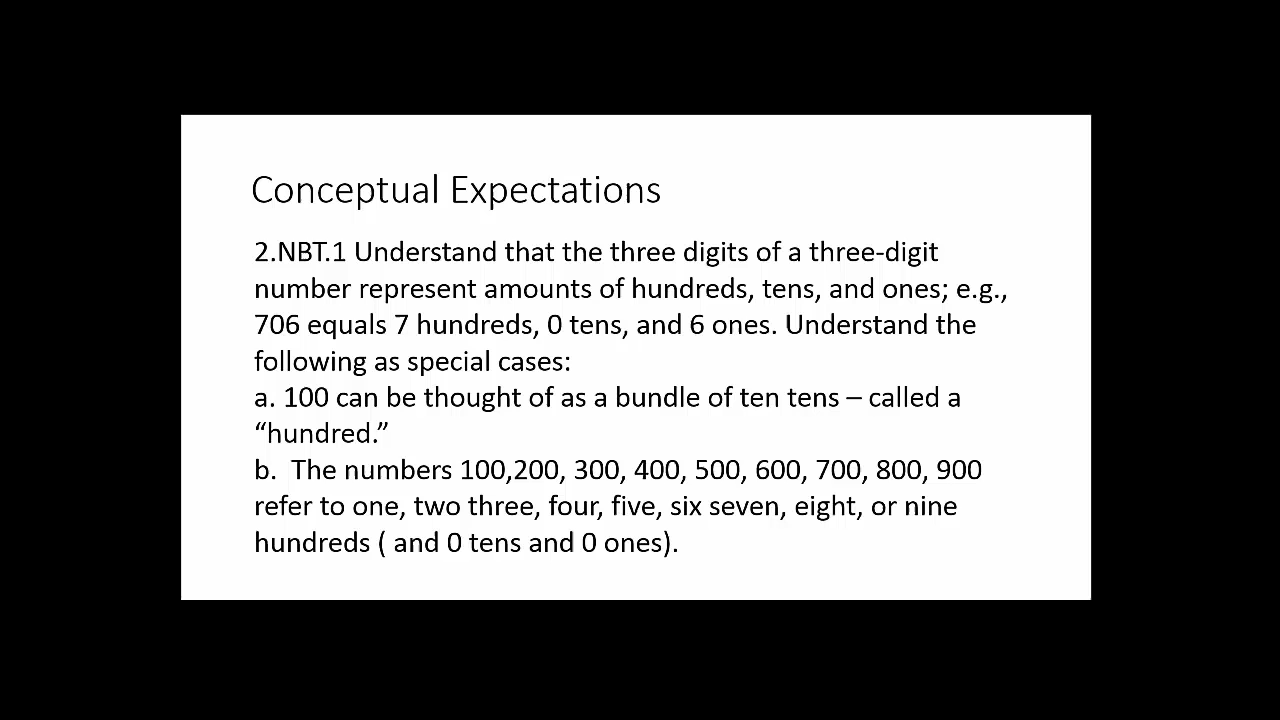 Conceptual Expectations
2.NBT.1 Understand that the three digits of a three-digit
number represent amounts of hundreds, tens, and ones; e.g.,
706 equals 7 hundreds, 0 tens, and 6 ones. Understand the
following as special cases:
a. 100 can be thought of as a bundle of ten tens – called a
“hundred.”
b.  The numbers 100,200, 300, 400, 500, 600, 700, 800, 900
refer to one, two three, four, five, six seven, eight, or nine
hundreds ( and 0 tens and 0 ones).